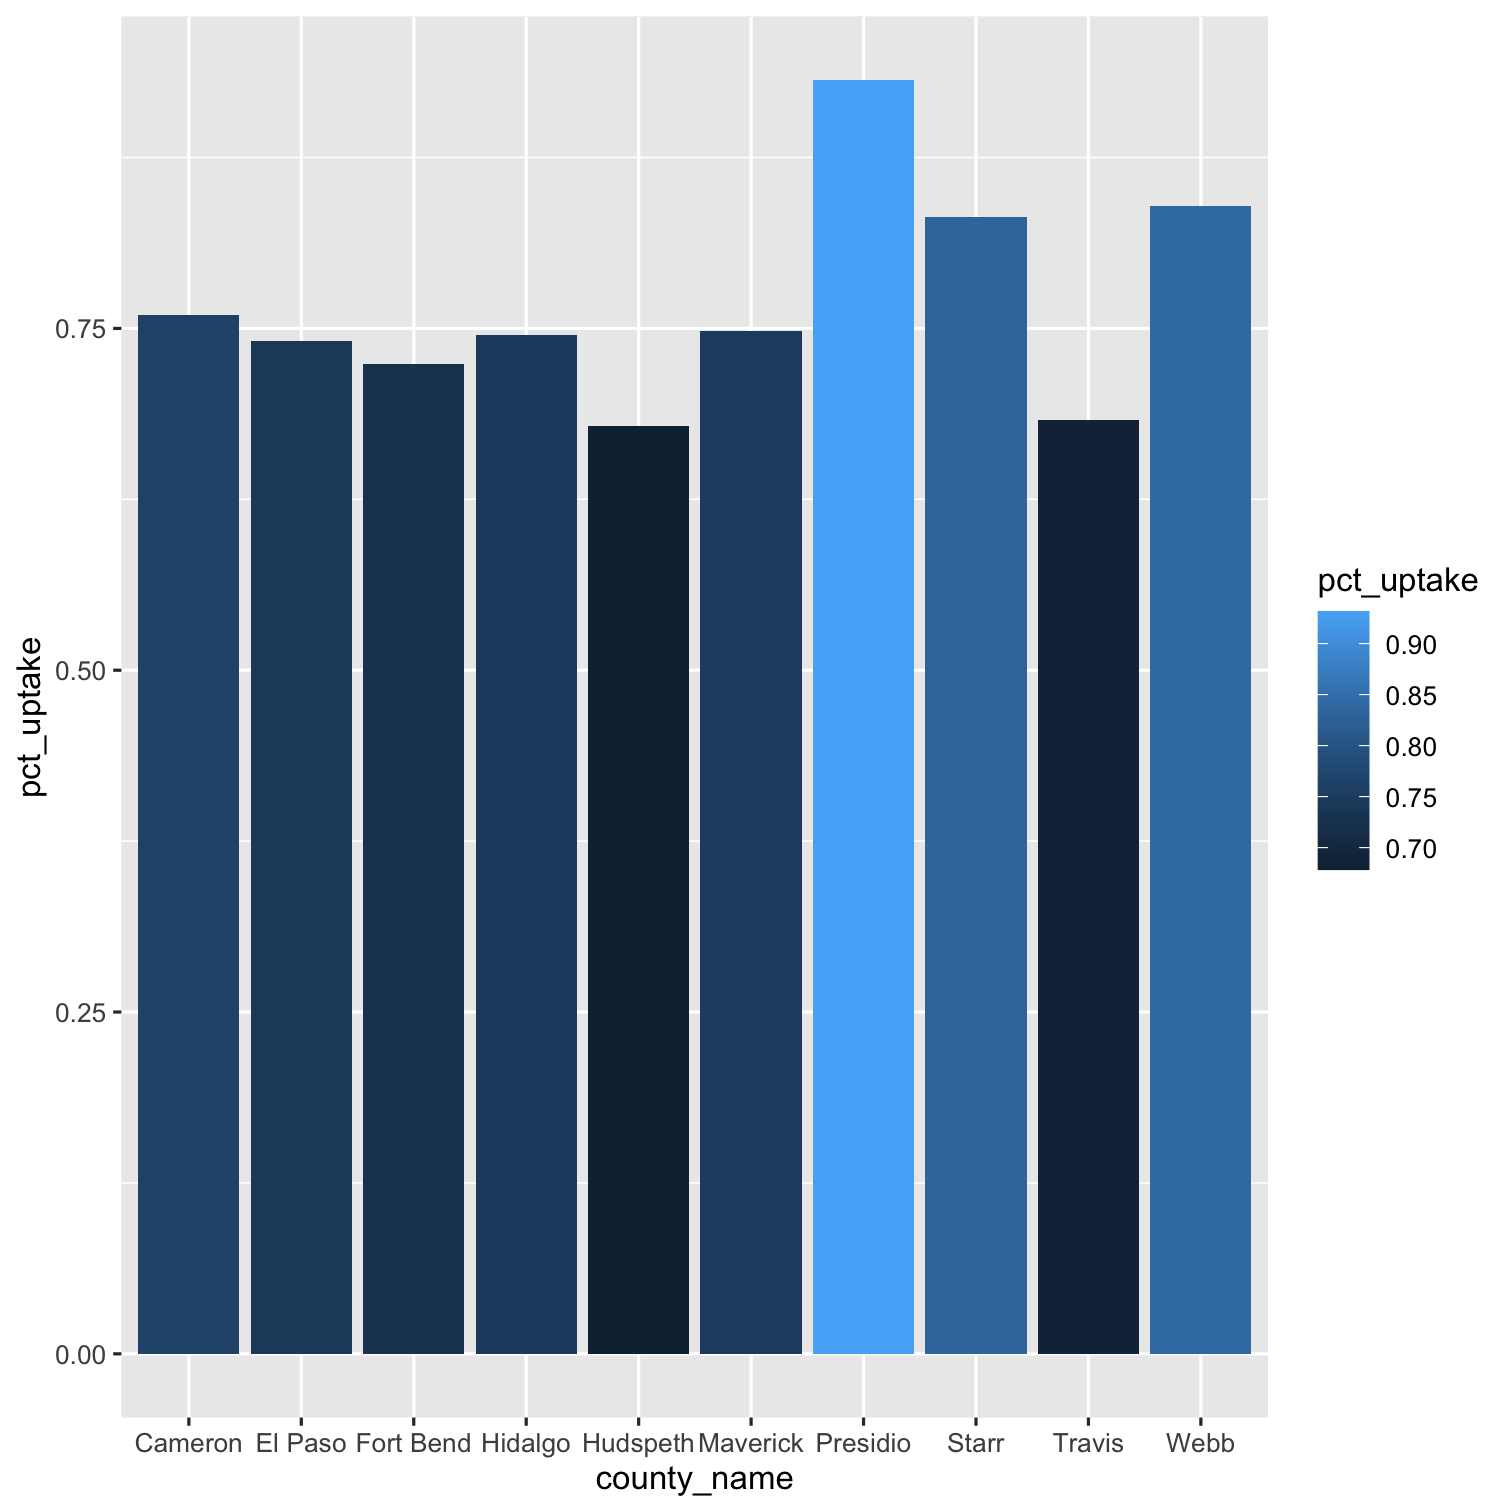 pct_uptake
0.75
0.50
0.25
0.00
Cameron El Paso Fort Bend Hidalgo Hudspeth Maverick Presidio Starr Travis Webb
county_name
pct_uptake
0.90
0.85
0.80
0.75
0.70